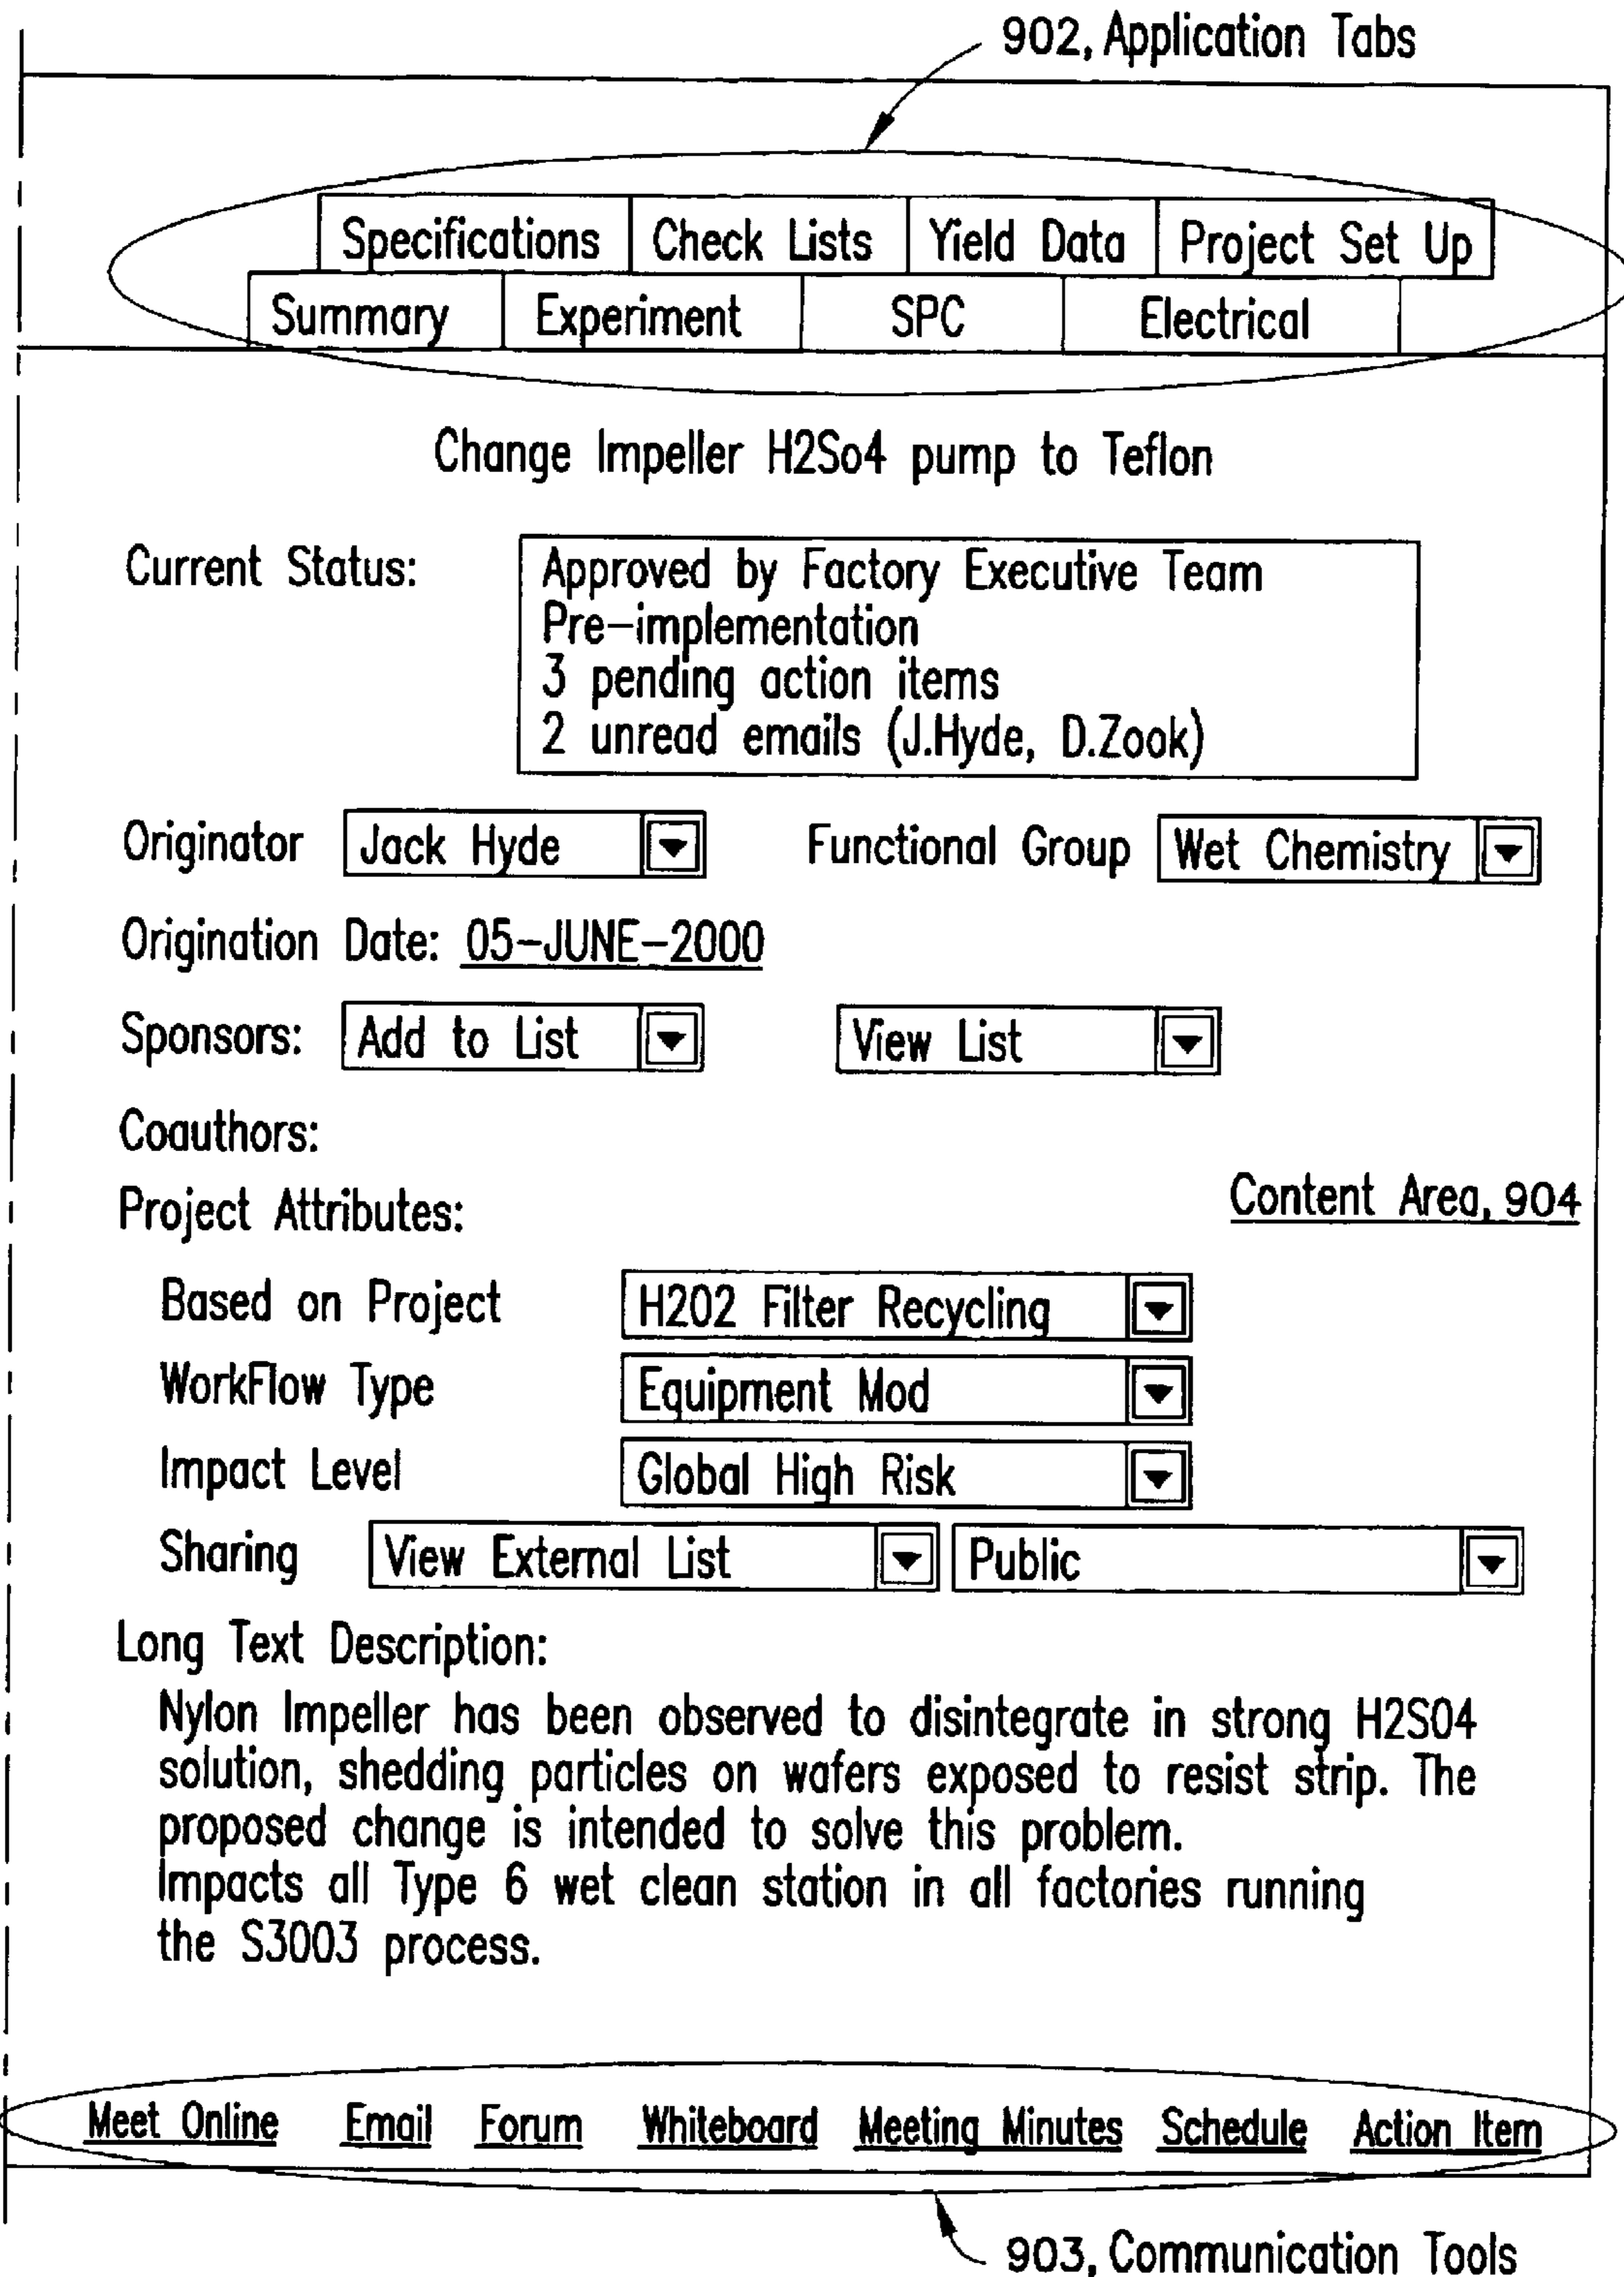 902, Application Tabs
Specifications Check Lists Yield Data Project Set Up
Summary Experiment SPC Electrical
Change Impeller H2So4 pump to Teflon
Current Status:
Approved by Factory Executive Team
Pre-implementation
3 pending action items
2 unread emails (J.Hyde, D.Zook)
Originator Jack Hyde Functional Group Wet Chemistry
Origination Date: 05-JUNE-2000
Sponsors: Add to List View List
Coauthors:
Content Area, 904
Project Attributes:
Based on Project H202 Filter Recycling
WorkFlow Type Equipment Mod
Impact Level Global High Risk
Sharing View External List Public
Long Text Description:
Nylon Impeller has been observed to disintegrate in strong H2S04
solution, shedding particles on wafers exposed to resist strip. The
proposed change is intended to solve this problem.
Impacts all Type 6 wet clean station in all factories running
the S3003 process.
Meet Online Email Forum Whiteboard Meeting Minutes Schedule Action Item
903, Communication Tools